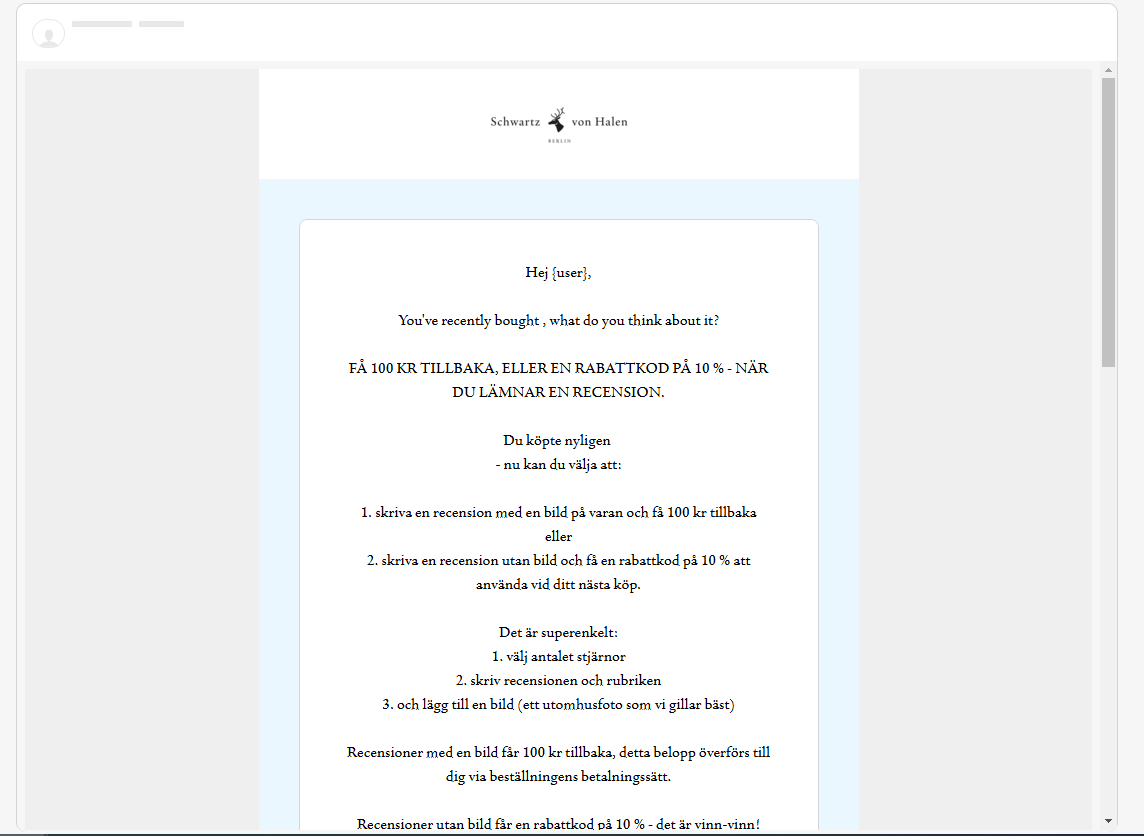 Schwartz von Halen
BERLIN
Hej {user},
You've recently bought , what do you think about it?
FÅ 100 KR TILLBAKA, ELLER EN RABATTKOD PÅ 10 % - NÄR
DU LÄMNAR EN RECENSION.
Du köpte nyligen
- nu kan du välja att:
1. skriva en recension med en bild på varan och få 100 kr tillbaka
eller
2. skriva en recension utan bild och få en rabattkod på 10 % att
använda vid ditt nästa köp.
Det är superenkelt:
1. välj antalet stjärnor
2. skriv recensionen och rubriken
3. och lägg till en bild (ett utomhusfoto som vi gillar bäst)
Recensioner med en bild får 100 kr tillbaka, detta belopp överförs till
dig via beställningens betalningssätt.
Recensioner utan bild får en rabattkod på 10 % - det är vinn-vinn!